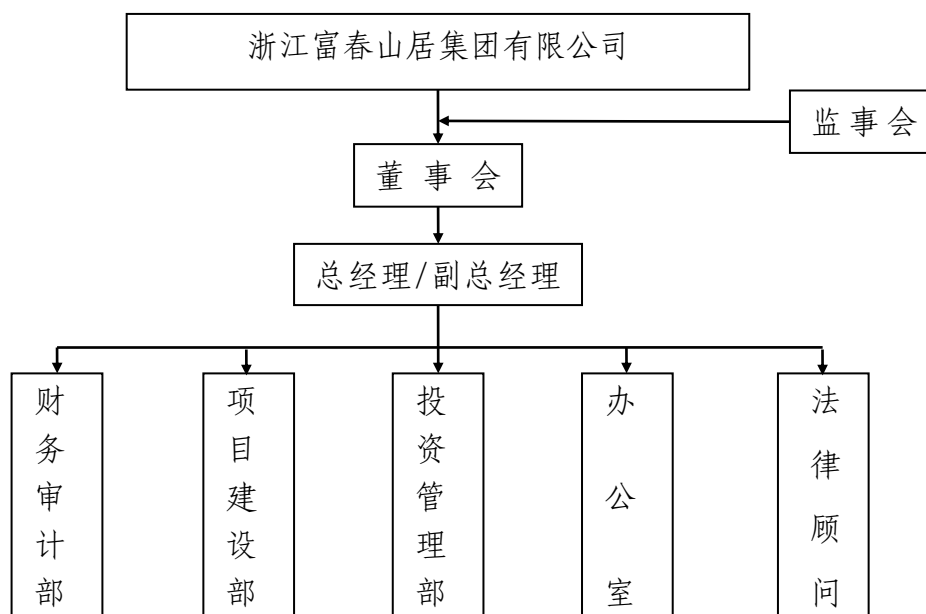 浙江富春山居集团有限公司
监事会
董事会
总经理/副总经理
财务审计部
项目建设部
投资管理部
办公室
法律顾问